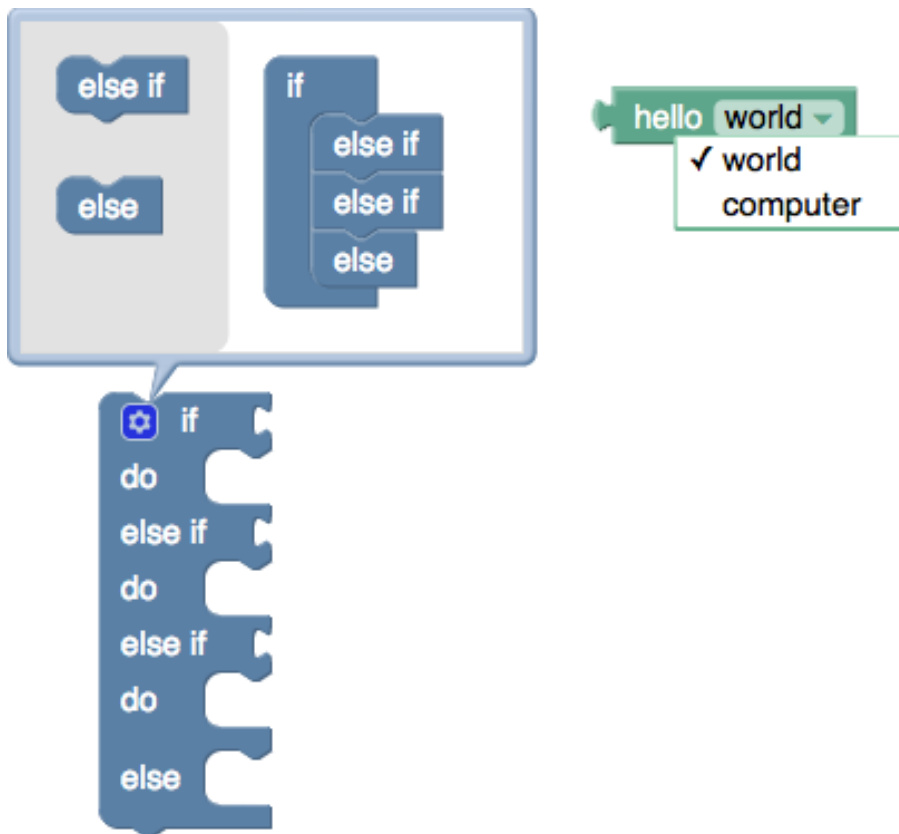 else if
else
if
else if
else if
else
hello world
✓ world
computer
if
do
else if
do
else if
do
else